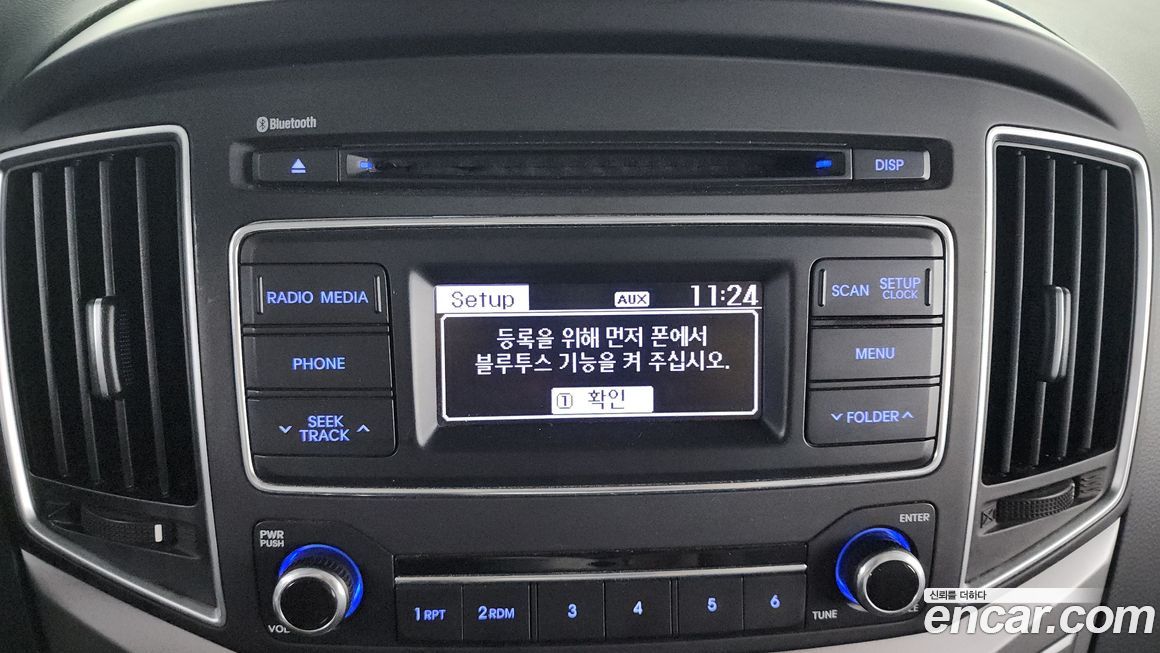 Bluetooth
DISP
RADIO MEDIA
SCAN SETUP
CLOCK
Setup AUX 11:24
등록을 위해 먼저 폰에서
블루투스 기능을 켜 주십시오.
1 확인
PHONE
MENU
SEEK
TRACK
FOLDER
PWR
PUSH
VOL
1 RPT 2 RDM 3 4 5 6
ENTER
TUNE
신뢰를 더하다
encar.com